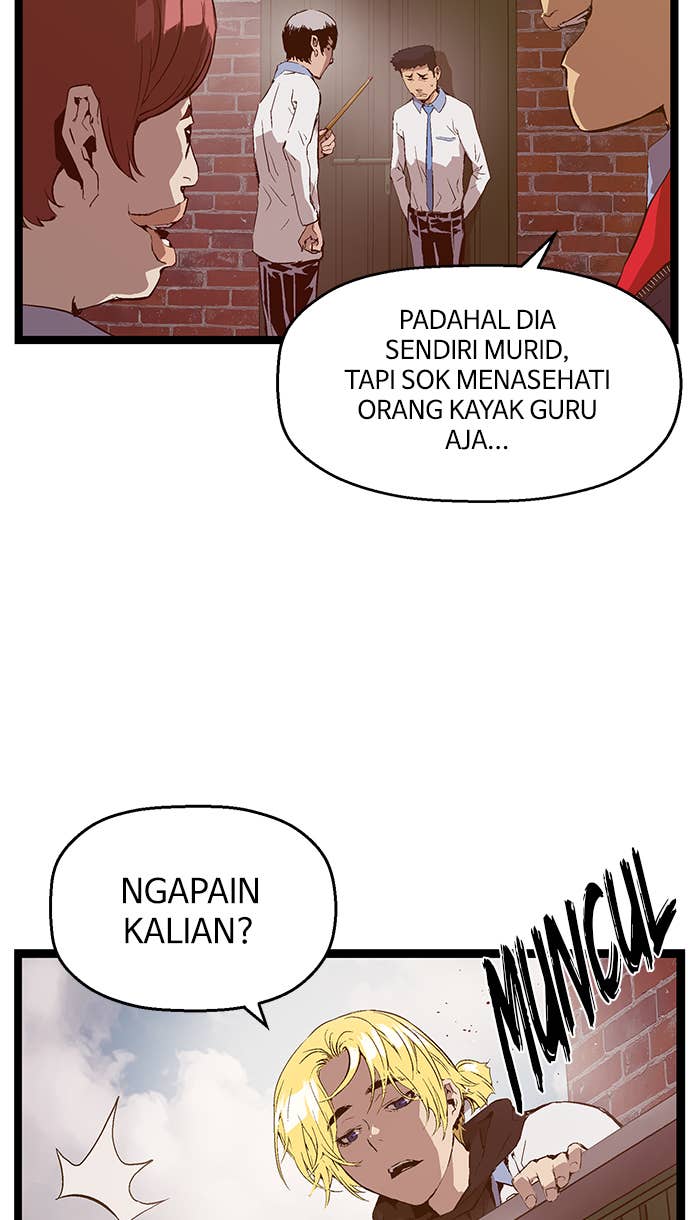 PADAHAL DIA
SENDIRI MURID,
TAPI SOK MENASEHATI
ORANG KAYAK GURU
AJA...
NGAPAIN
KALIAN?
MUNCUL